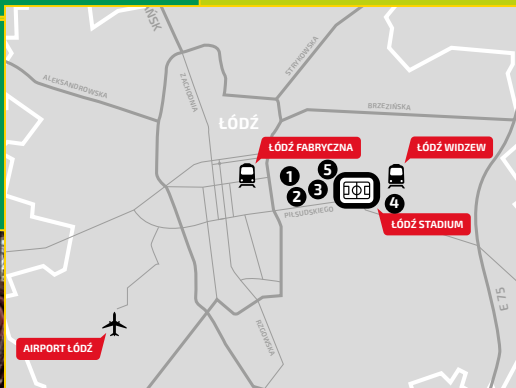 ALEKSANDROWSKA
ZACHODNIA
STRYKOWSKA
BRZEZIŃSKA
ŁÓDŹ
ŁÓDŹ FABRYCZNA
ŁÓDŹ WIDZEW
1
5
2
3
4
PIŁSUDSKIEGO
ŁÓDŹ STADIUM
E 75
RZGOWSKA
AIRPORT ŁÓDŹ